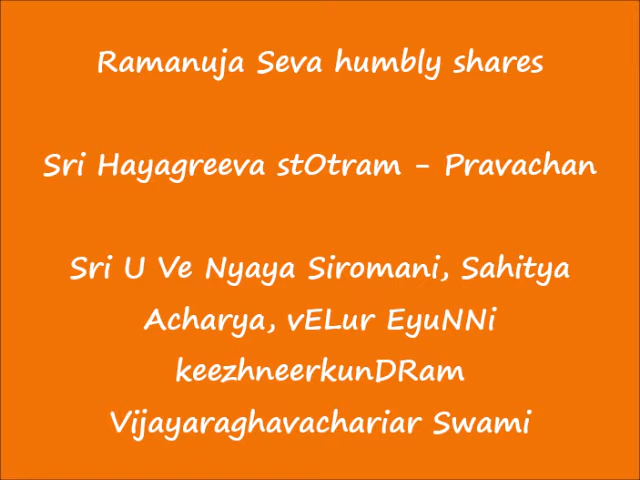 Ramanuja Seva humbly shares
Sri Hayagreeva stOtram - Pravachan
Sri U Ve Nyaya Siromani, Sahitya
Acharya, vELur EyuNNi
keezhneerkunDRam
Vijayaraghavachariar Swami